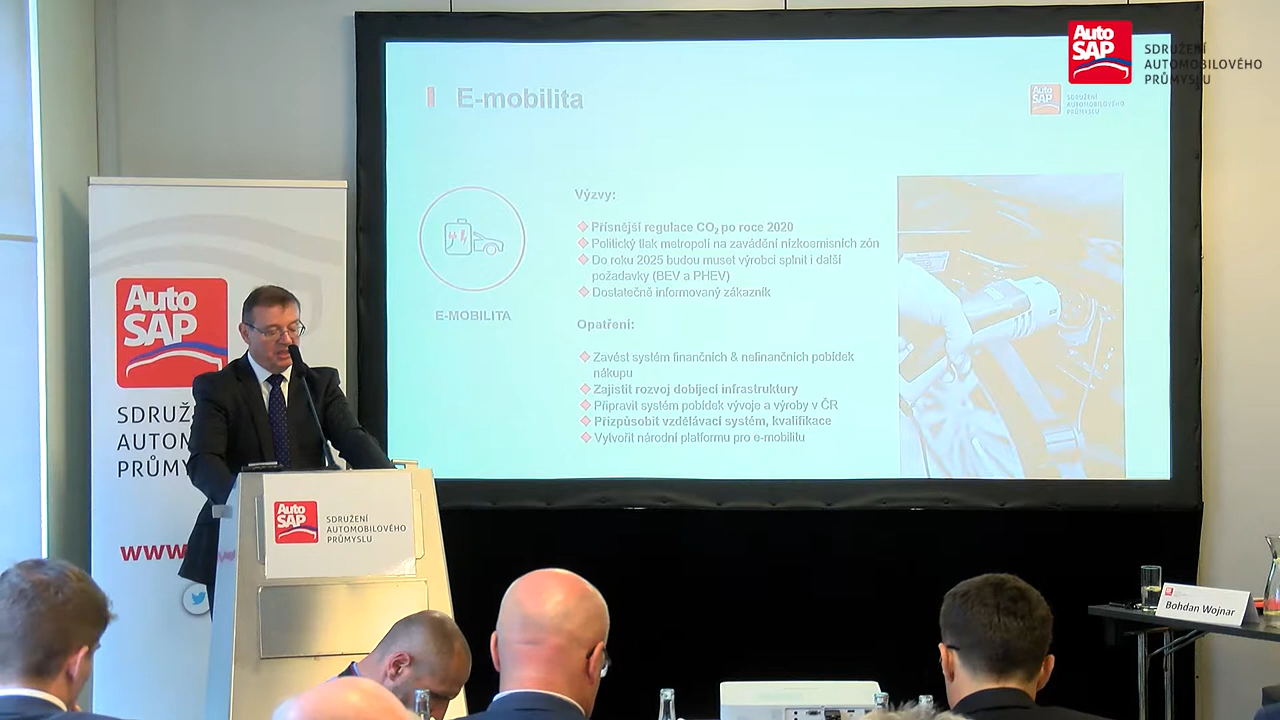 Auto
SAP
SDRUŽENÍ
AUTOMOBILOVÉHO
PRŮMYSLU
E-mobilita
Auto
SAP
SDRUŽENÍ
AUTOMOBILOVÉHO
PRŮMYSLU
Výzvy:
Přísnější regulace CO₂ po roce 2020
Politický tlak metropolí na zavádění nízkoemisních zón
Do roku 2025 budou muset výrobci splnit i další
požadavky (BEV a PHEV)
Dostatečně informovaný zákazník
E-MOBILITA
Opatření:
Zavést systém finančních & nefinančních pobídek
nákupu
Zajistit rozvoj dobíjecí infrastruktury
Připravit systém pobídek vývoje a výroby v ČR
Přizpůsobit vzdělávací systém, kvalifikace
Vytvořit národní platformu pro e-mobilitu
Auto
SAP
SDRUŽ
AUTOM
PRŮMY
www
Auto
SAP
SDRUŽENÍ
AUTOMOBILOVÉHO
PRŮMYSLU
Bohdan Wojnar